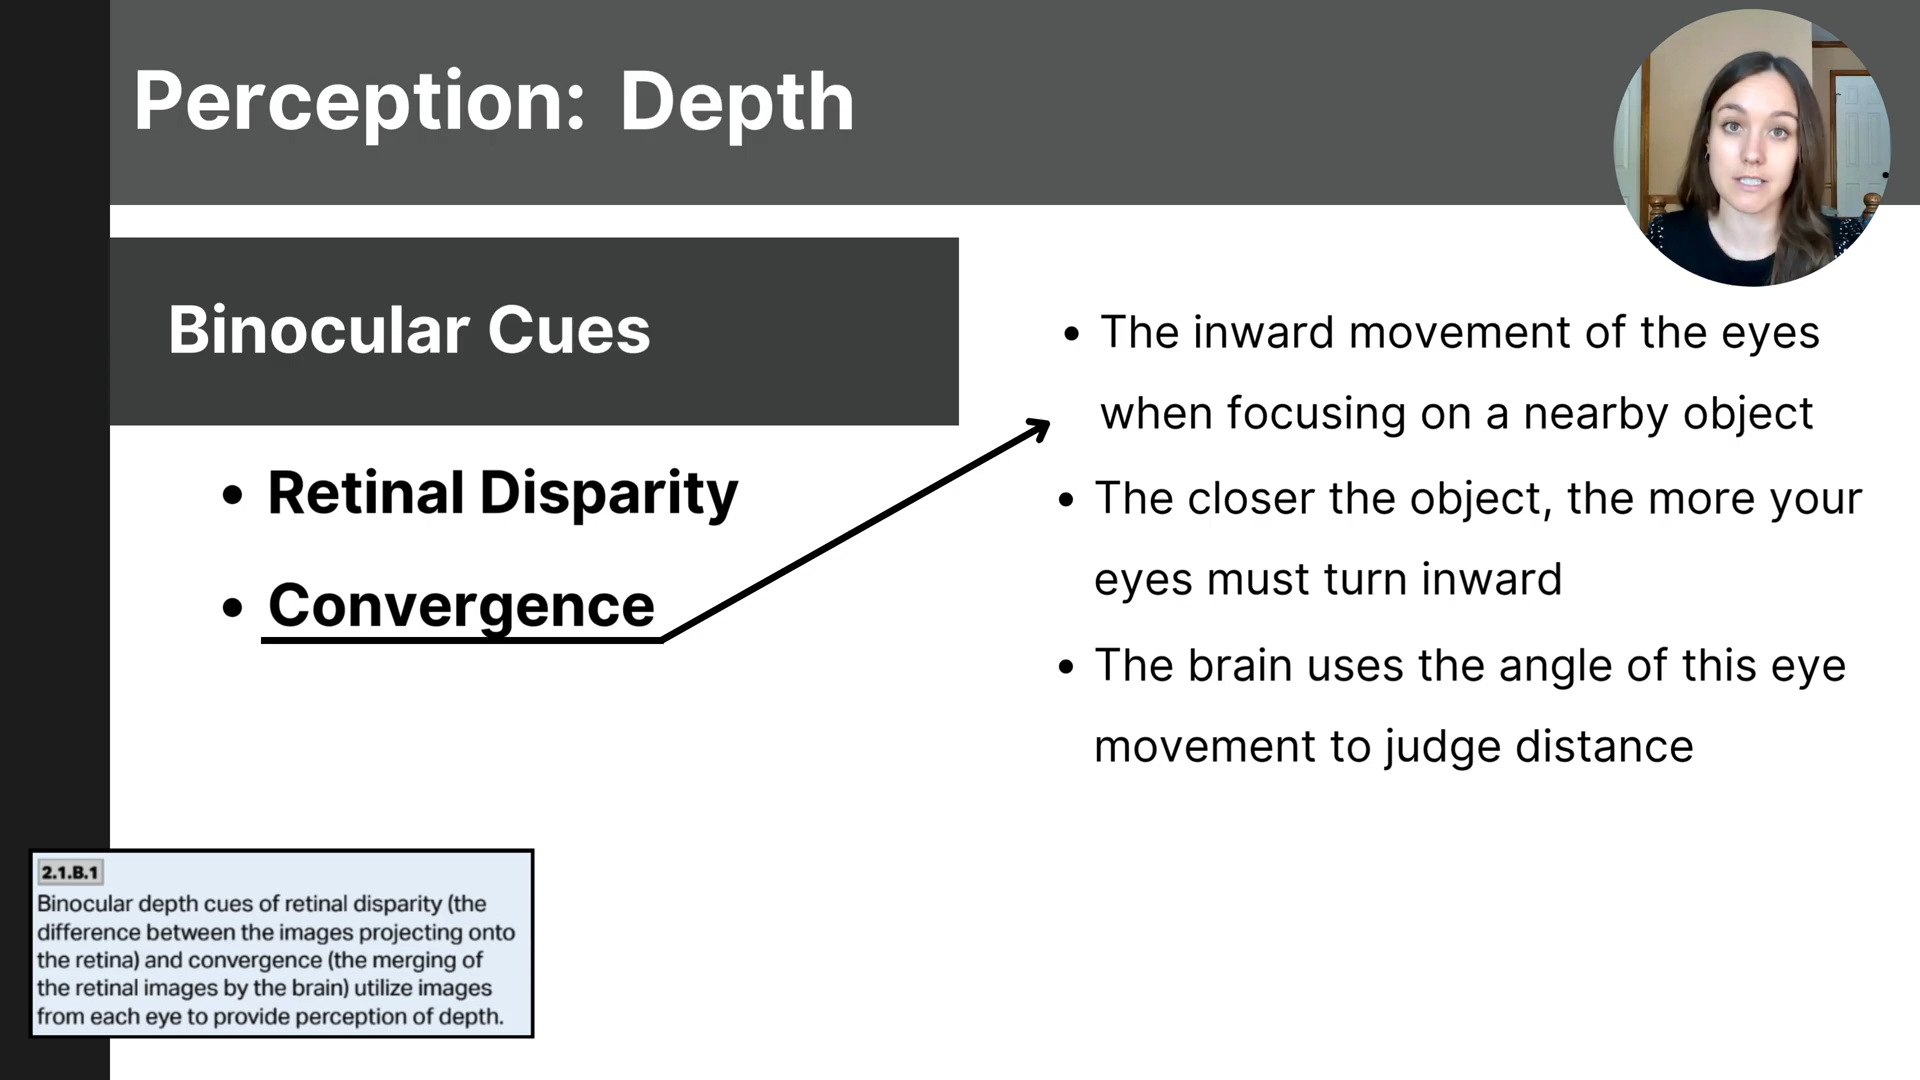 Perception: Depth
Binocular Cues
• Retinal Disparity
• Convergence
• The inward movement of the eyes
when focusing on a nearby object
• The closer the object, the more your
eyes must turn inward
• The brain uses the angle of this eye
movement to judge distance
2.1.B.1
Binocular depth cues of retinal disparity (the
difference between the images projecting onto
the retina) and convergence (the merging of
the retinal images by the brain) utilize images
from each eye to provide perception of depth.